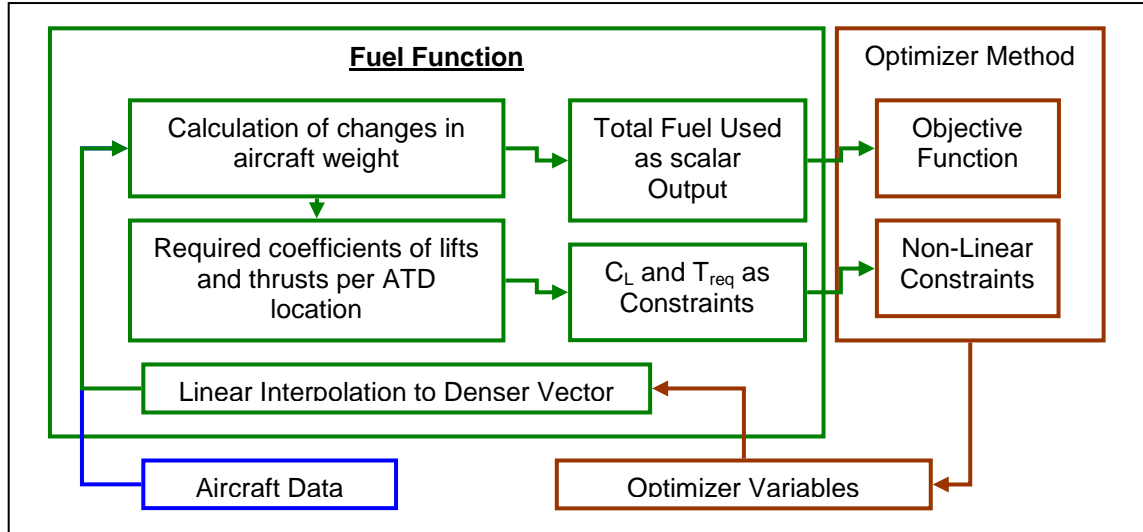 Fuel Function
Optimizer Method
Calculation of changes in
aircraft weight
Total Fuel Used
as scalar
Output
Objective
Function
Required coefficients of lifts
and thrusts per ATD
location
C_L and T_req as
Constraints
Non-Linear
Constraints
Linear Interpolation to Denser Vector
Aircraft Data
Optimizer Variables